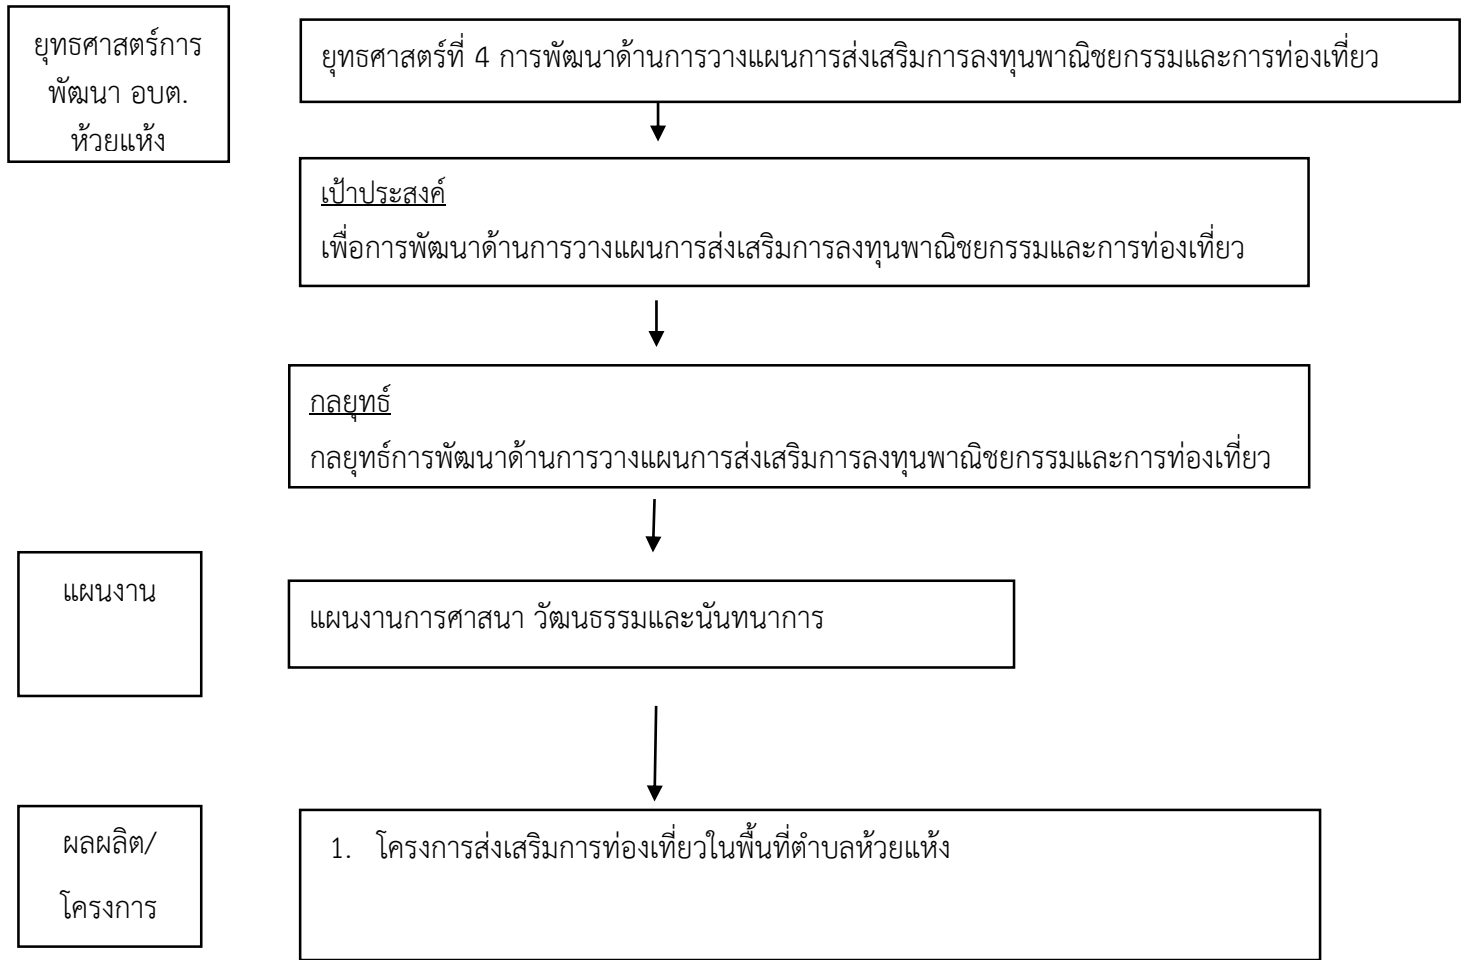 ยุทธศาสตร์การ
พัฒนา อบต.
ห้วยแห้ง
ยุทธศาสตร์ที่ 4 การพัฒนาด้านการวางแผนการส่งเสริมการลงทุนพาณิชยกรรมและการท่องเที่ยว
เป้าประสงค์
เพื่อการพัฒนาด้านการวางแผนการส่งเสริมการลงทุนพาณิชยกรรมและการท่องเที่ยว
กลยุทธ์
กลยุทธ์การพัฒนาด้านการวางแผนการส่งเสริมการลงทุนพาณิชยกรรมและการท่องเที่ยว
แผนงาน
แผนงานการศาสนา วัฒนธรรมและนันทนาการ
ผลผลิต/
โครงการ
1. โครงการส่งเสริมการท่องเที่ยวในพื้นที่ตำบลห้วยแห้ง